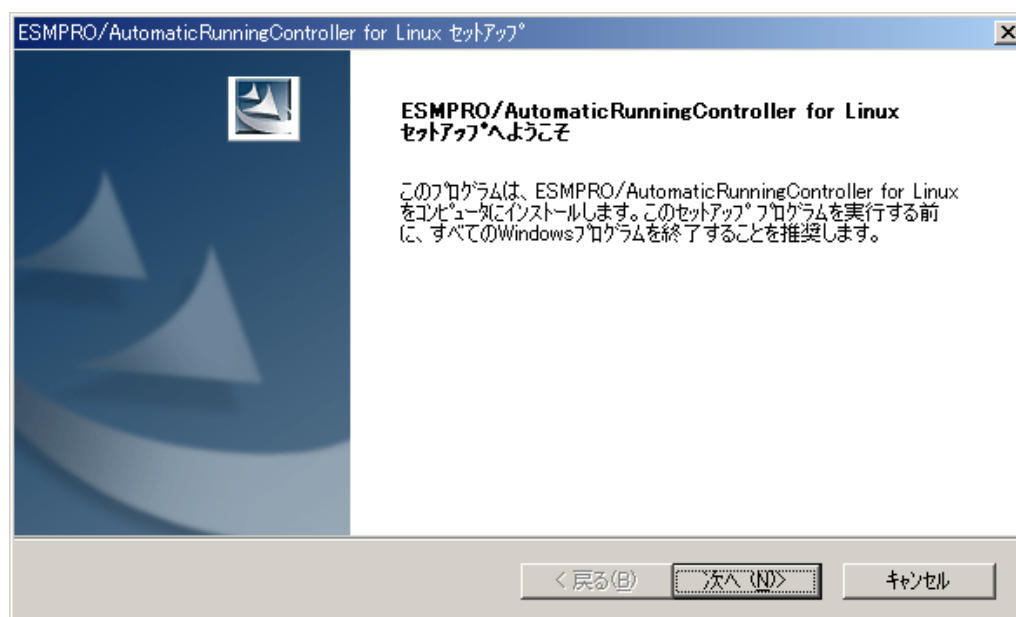 ESMPRO/AutomaticRunningController for Linux ｾｯﾄｱｯﾌﾟ
ESMPRO/AutomaticRunningController for Linux
ｾｯﾄｱｯﾌﾟへようこそ
このﾌﾟﾛｸﾞﾗﾑは、ESMPRO/AutomaticRunningController for Linux
をｺﾝﾋﾟｭｰﾀにインストールします。このｾｯﾄｱｯﾌﾟ ﾌﾟﾛｸﾞﾗﾑを実行する前
に、すべてのWindowsﾌﾟﾛｸﾞﾗﾑを終了することを推奨します。
< 戻る(B)
次へ (N)>
ｷｬﾝｾﾙ